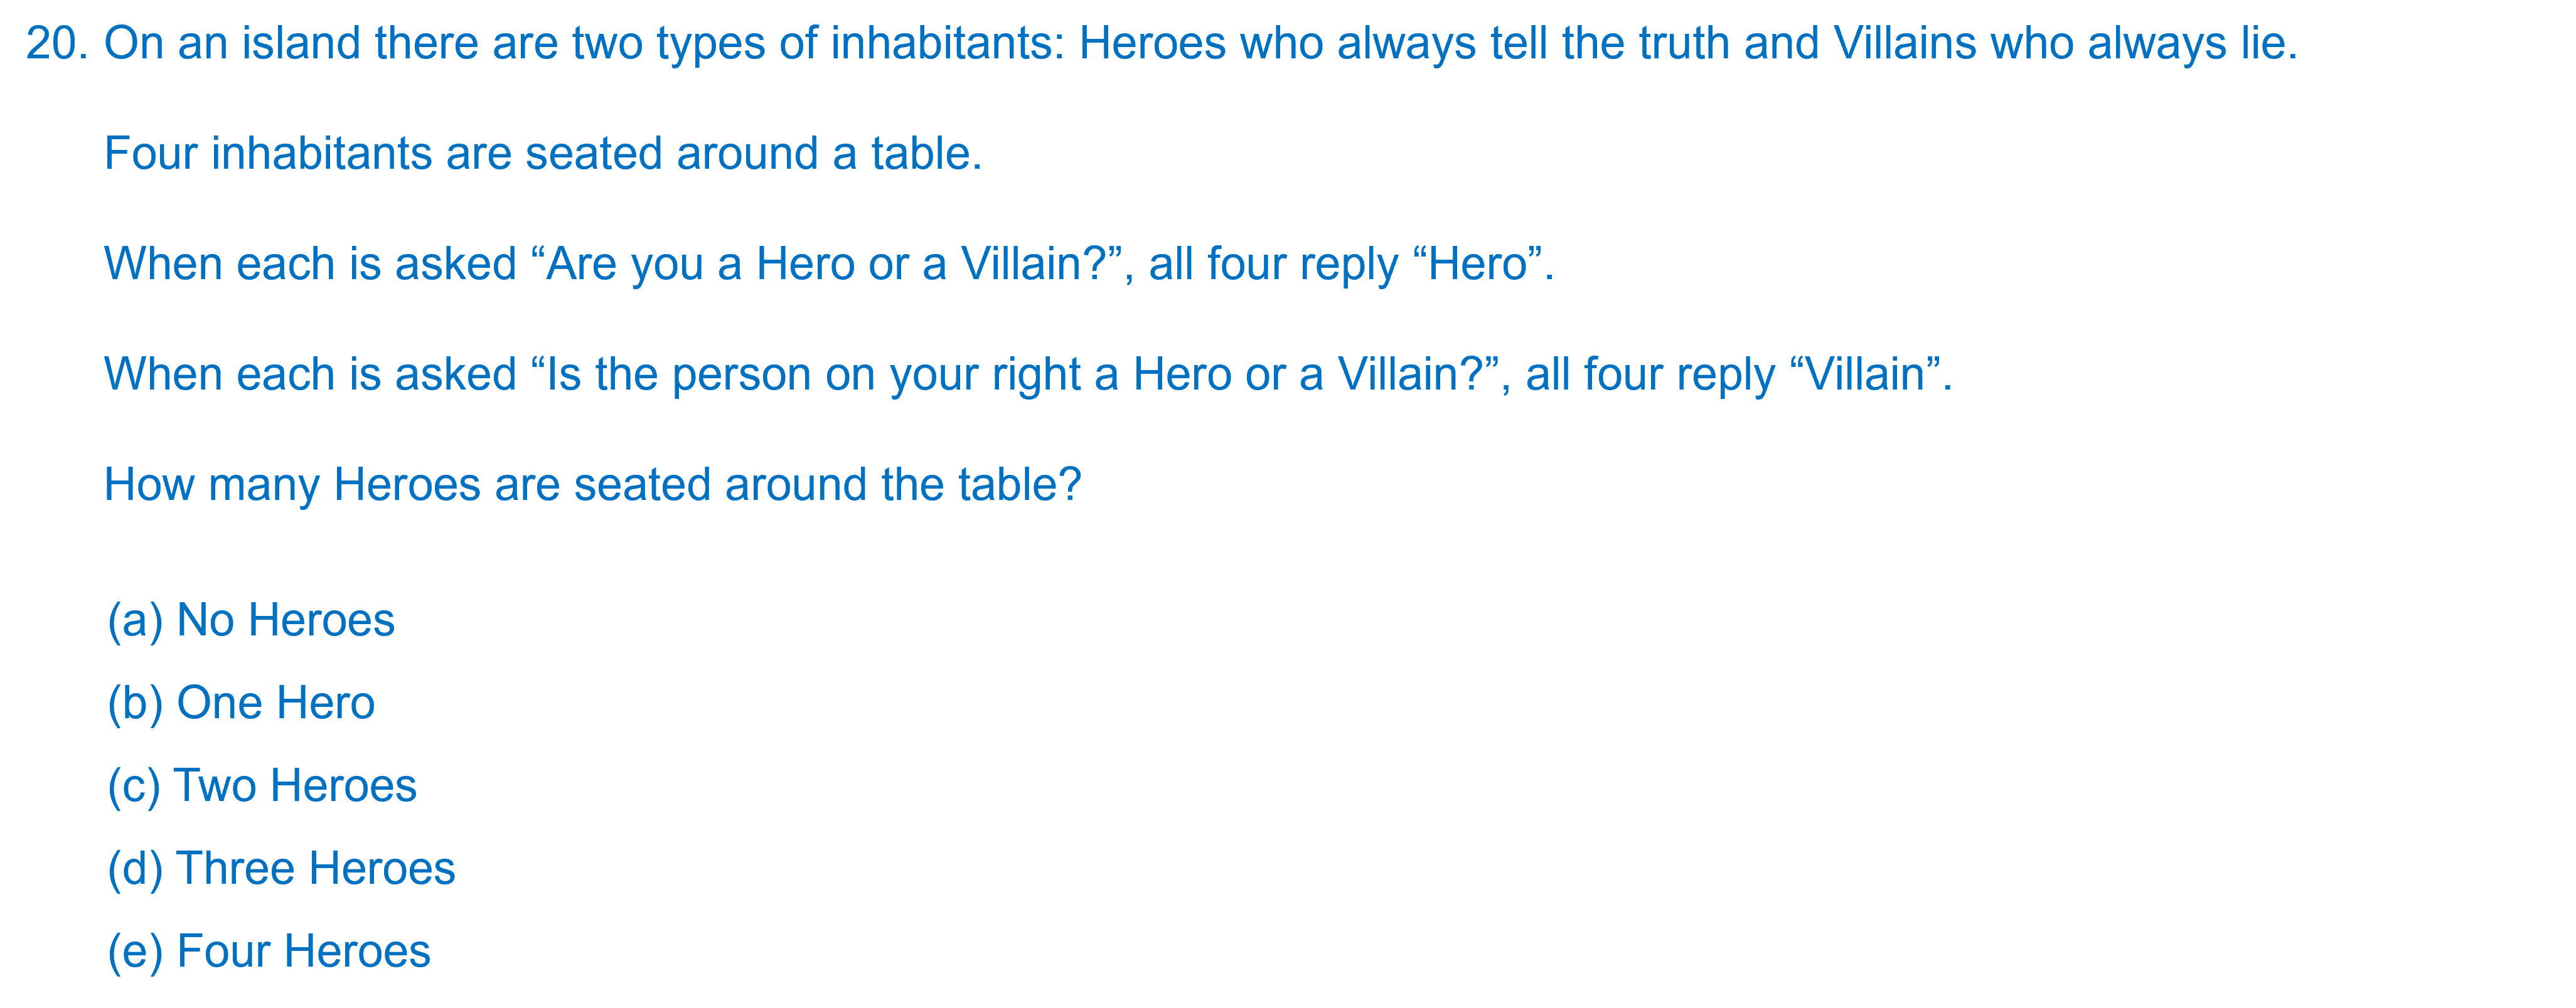 20. On an island there are two types of inhabitants: Heroes who always tell the truth and Villains who always lie.
Four inhabitants are seated around a table.
When each is asked “Are you a Hero or a Villain?”, all four reply “Hero”.
When each is asked “Is the person on your right a Hero or a Villain?”, all four reply “Villain”.
How many Heroes are seated around the table?
(a) No Heroes
(b) One Hero
(c) Two Heroes
(d) Three Heroes
(e) Four Heroes